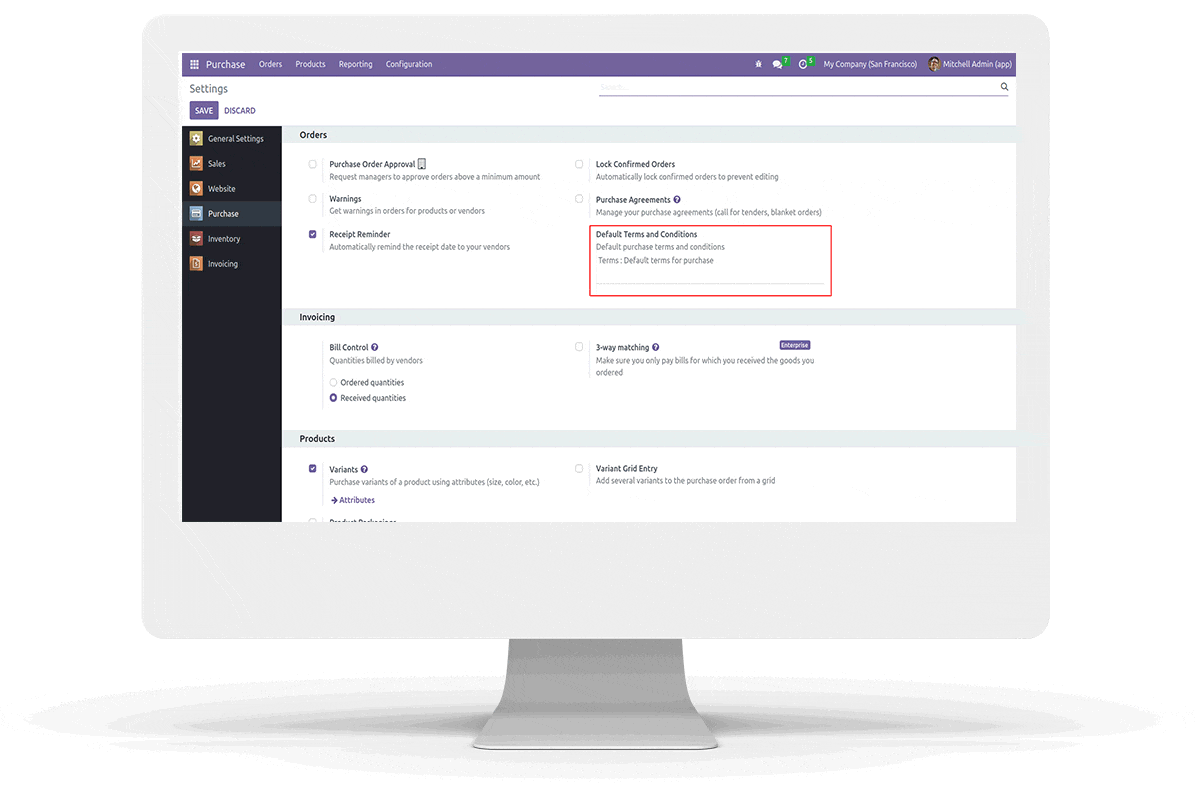 Purchase Orders Products Reporting Configuration 7 5 My Company (San Francisco) Mitchell Admin (app)
Settings
Search...
SAVE DISCARD
General Settings
Sales
Website
Purchase
Inventory
Invoicing
Orders
Purchase Order Approval
Request managers to approve orders above a minimum amount
Lock Confirmed Orders
Automatically lock confirmed orders to prevent editing
Warnings
Get warnings in orders for products or vendors
Purchase Agreements ?
Manage your purchase agreements (call for tenders, blanket orders)
Receipt Reminder
Automatically remind the receipt date to your vendors
Default Terms and Conditions
Default purchase terms and conditions
Terms : Default terms for purchase
Invoicing
Bill Control ?
Quantities billed by vendors
Ordered quantities
Received quantities
3-way matching ? Enterprise
Make sure you only pay bills for which you received the goods you
ordered
Products
Variants ?
Purchase variants of a product using attributes (size, color, etc.)
Attributes
Variant Grid Entry
Add several variants to the purchase order from a grid
Product Packagings